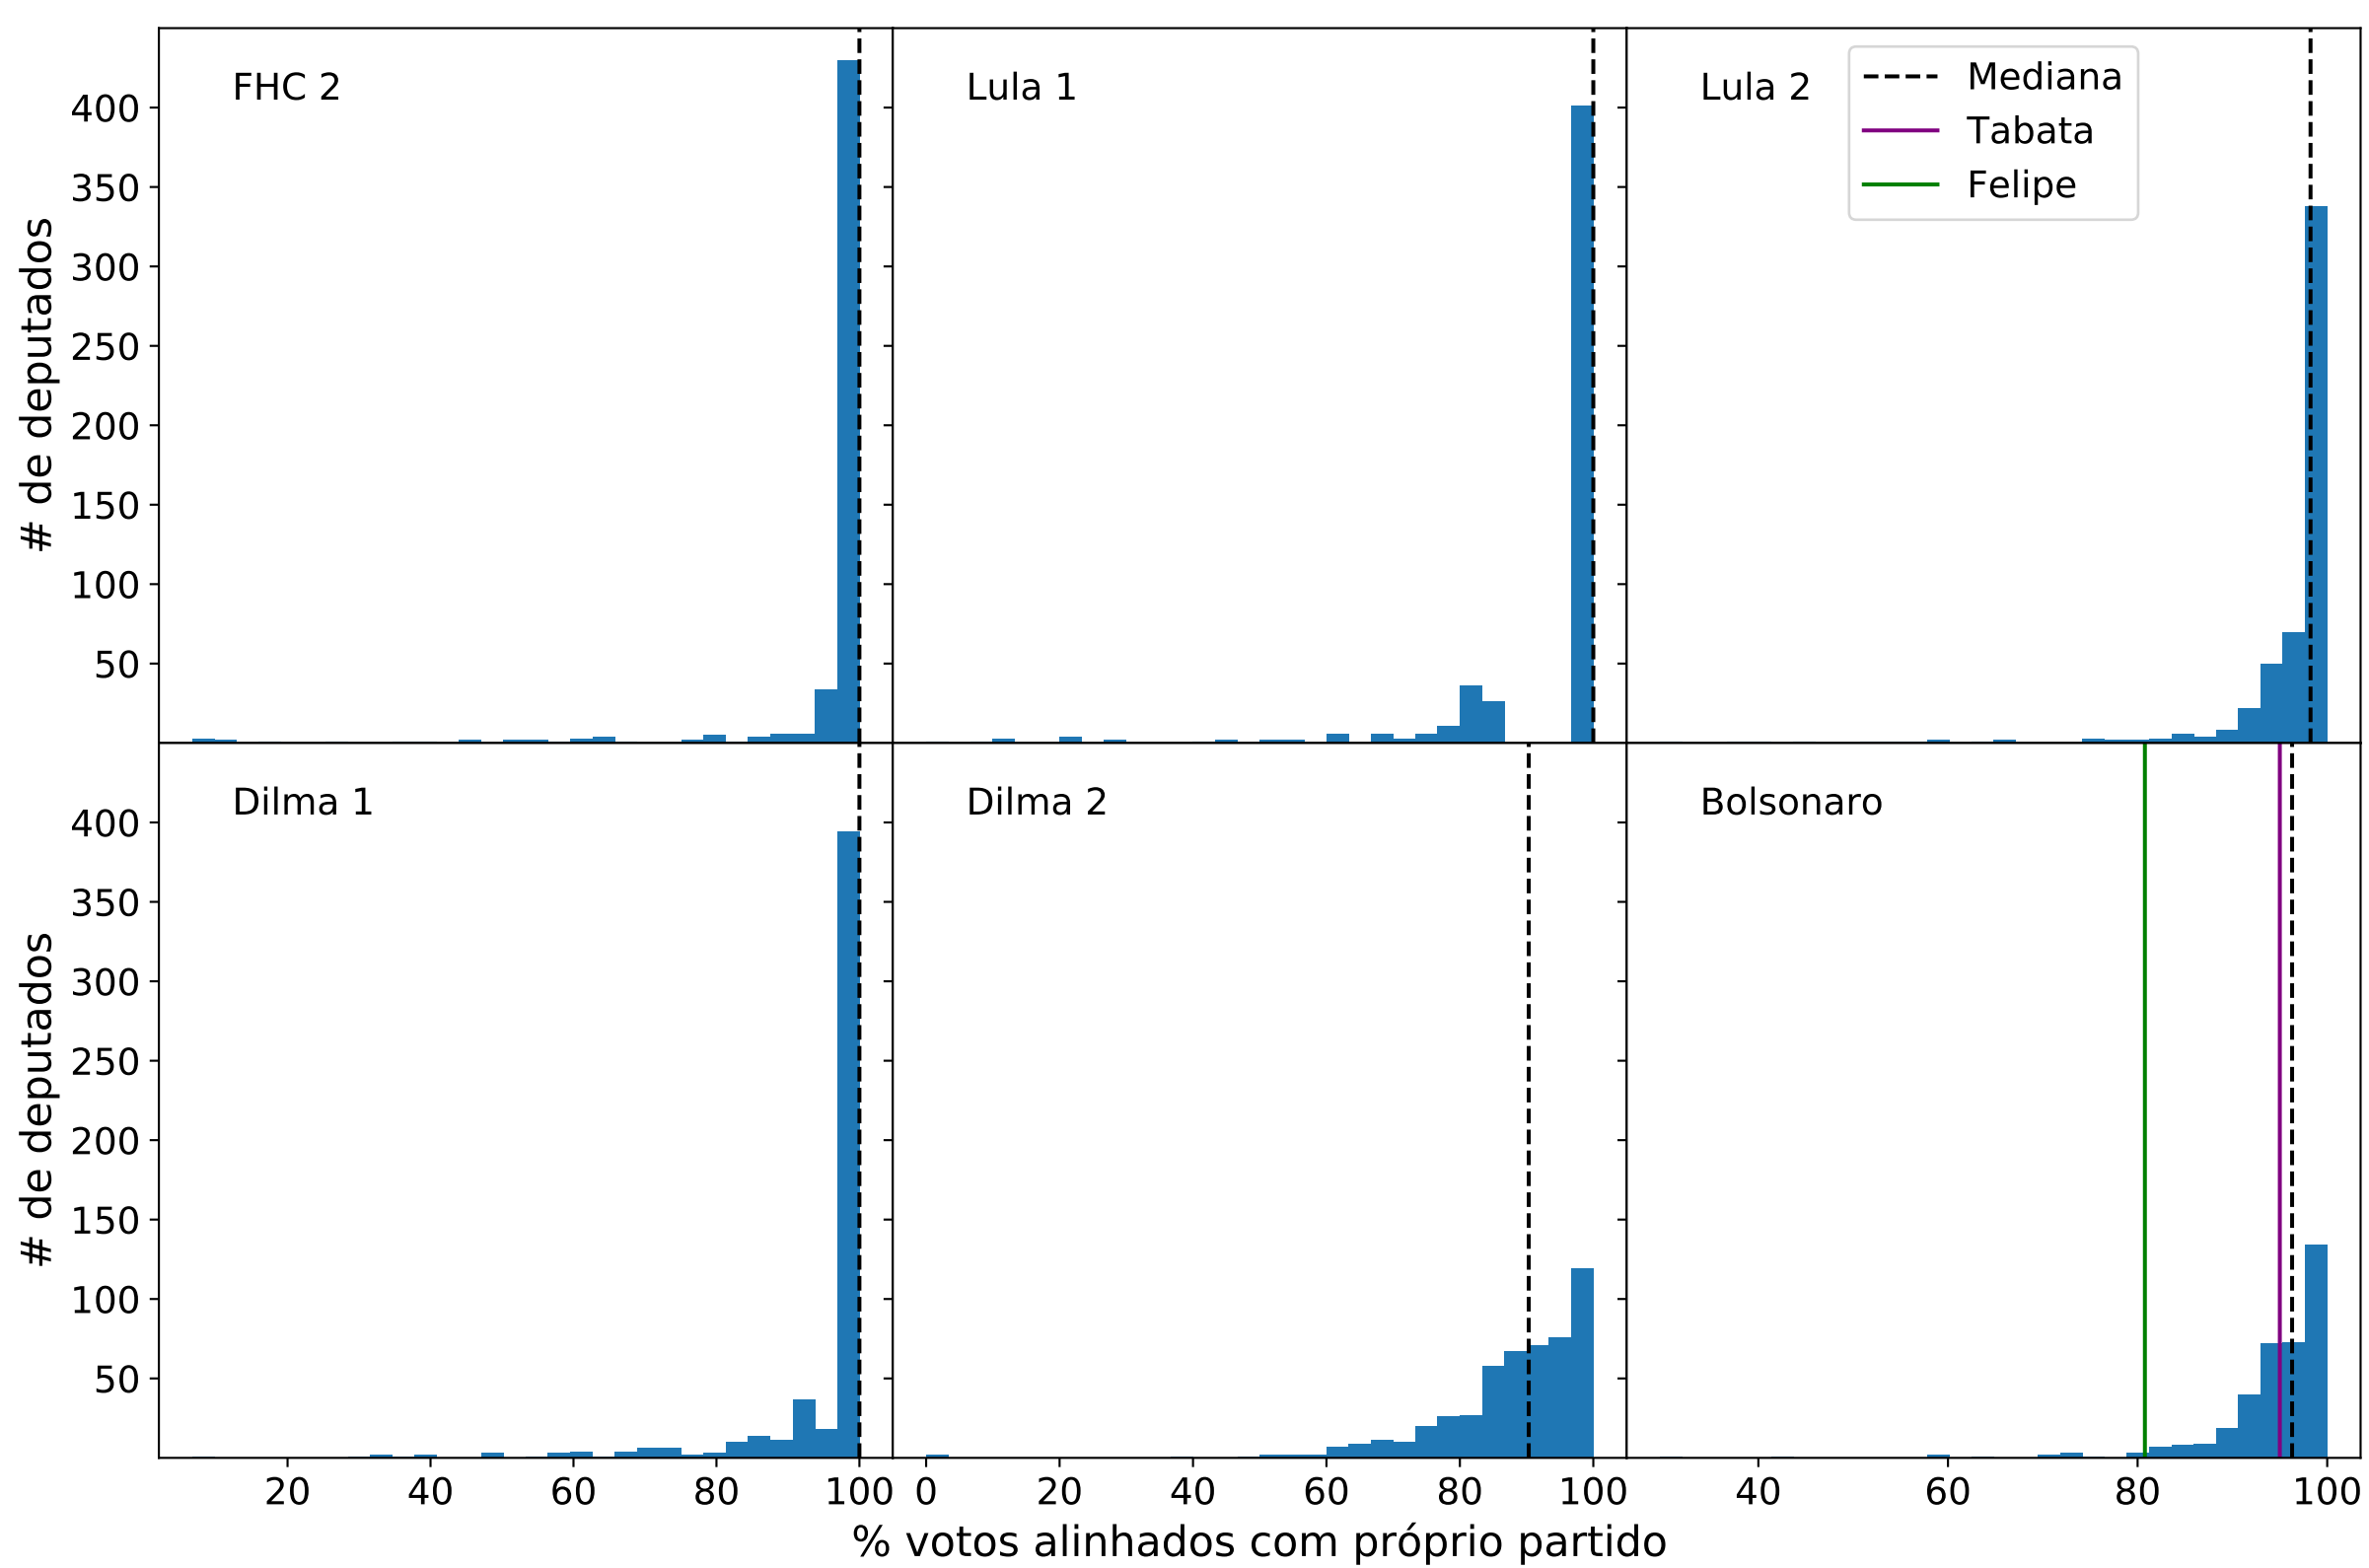 FHC 2
Lula 1
Lula 2
Mediana
Tabata
Felipe
# de deputados
400
350
300
250
200
150
100
50
Dilma 1
Dilma 2
Bolsonaro
# de deputados
400
350
300
250
200
150
100
50
20 40 60 80 100 0 20 40 60 80 100 40 60 80 100
% votos alinhados com próprio partido